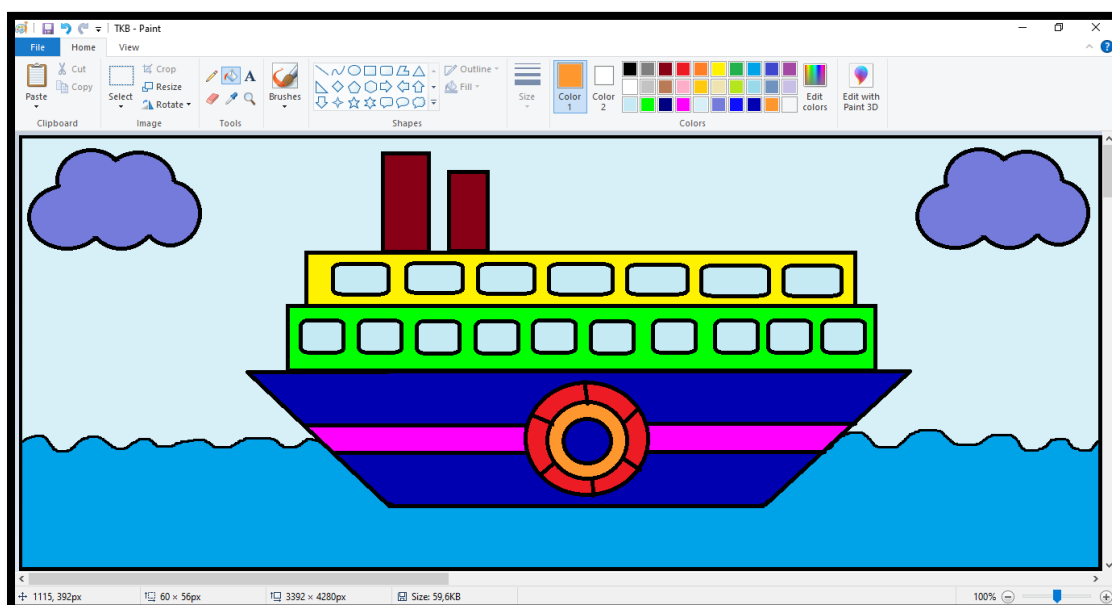 TKB - Paint
File Home View
Paste
Cut
Copy
Clipboard
Select
Crop
Resize
Rotate
Image
A
Tools
Brushes
Outline
Fill
Shapes
Size
Color 1
Color 2
Edit colors
Colors
Edit with Paint 3D
1115, 392px 60 × 56px 3392 × 4280px Size: 59,6KB 100%